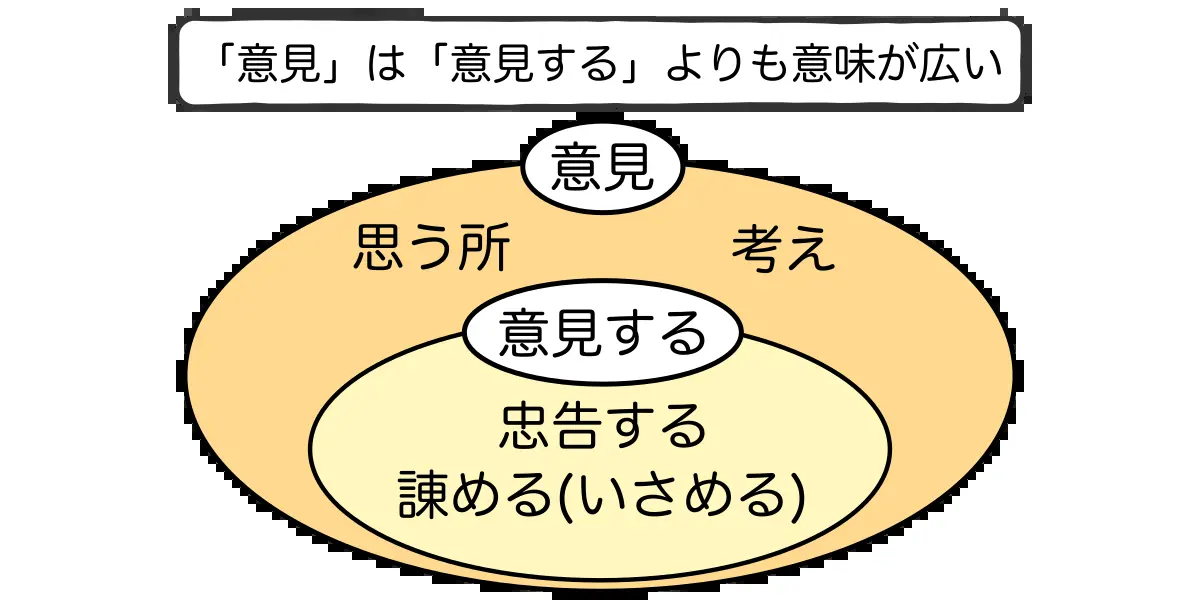 「意見」は「意見する」よりも意味が広い
意見
思う所 考え
意見する
忠告する
諫める(いさめる)